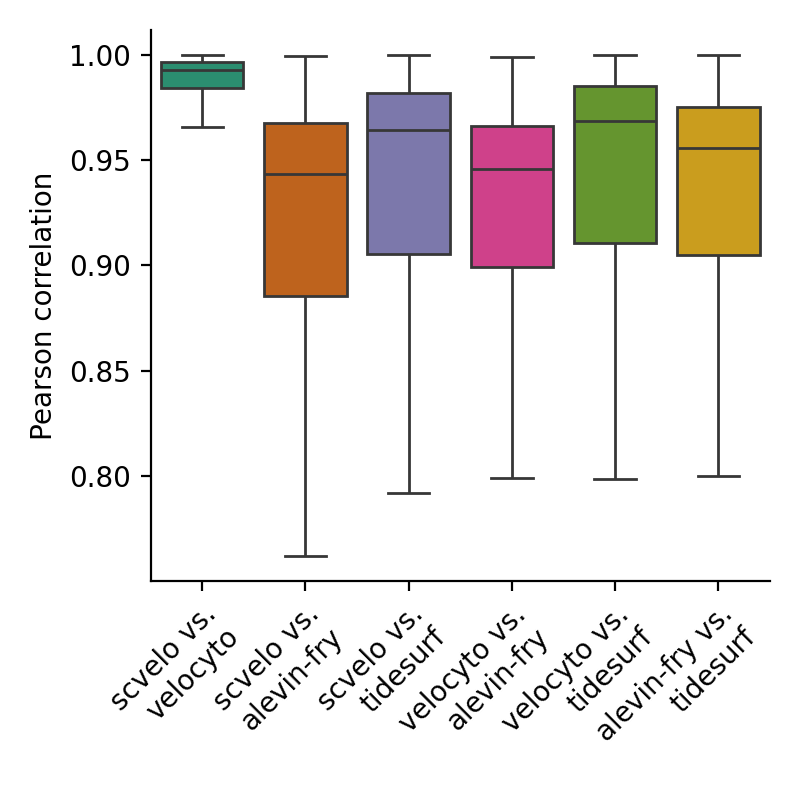 Pearson correlation
1.00
0.95
0.90
0.85
0.80
scvelo vs.
velocyto
scvelo vs.
alevin-fry
scvelo vs.
tidesurf
velocyto vs.
alevin-fry
velocyto vs.
tidesurf
alevin-fry vs.
tidesurf